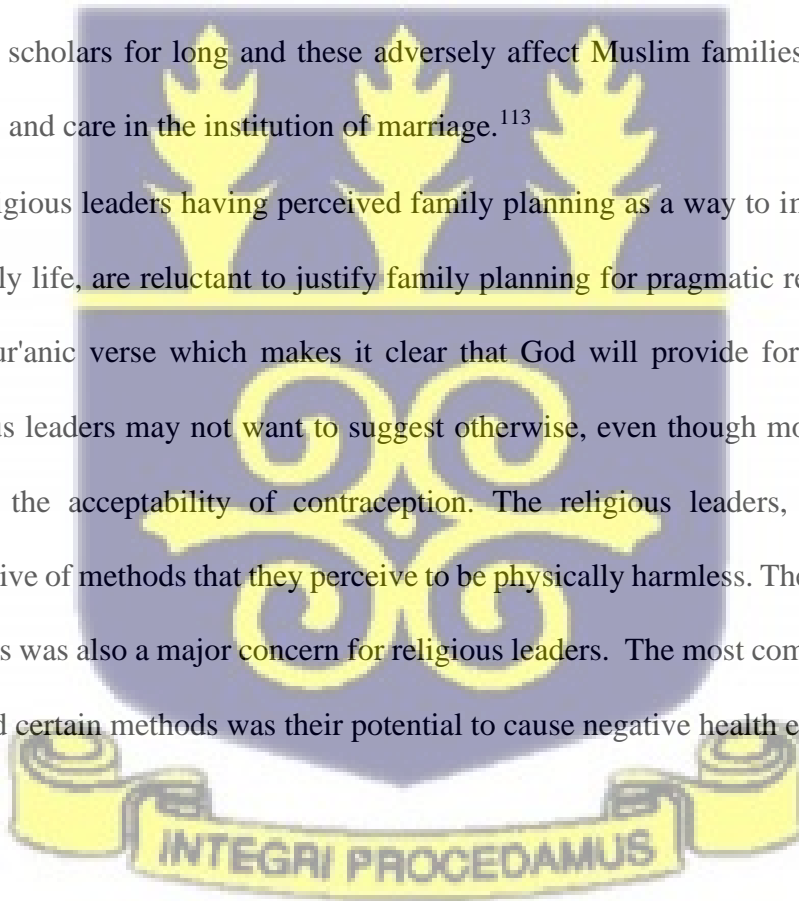 scholars for long and these adversely affect Muslim families
and care in the institution of marriage.113
igious leaders having perceived family planning as a way to in
ly life, are reluctant to justify family planning for pragmatic re
ur'anic verse which makes it clear that God will provide for
s leaders may not want to suggest otherwise, even though mo
the acceptability of contraception. The religious leaders,
ive of methods that they perceive to be physically harmless. The
s was also a major concern for religious leaders. The most com
d certain methods was their potential to cause negative health e
INTEGRI PROCEDAMUS